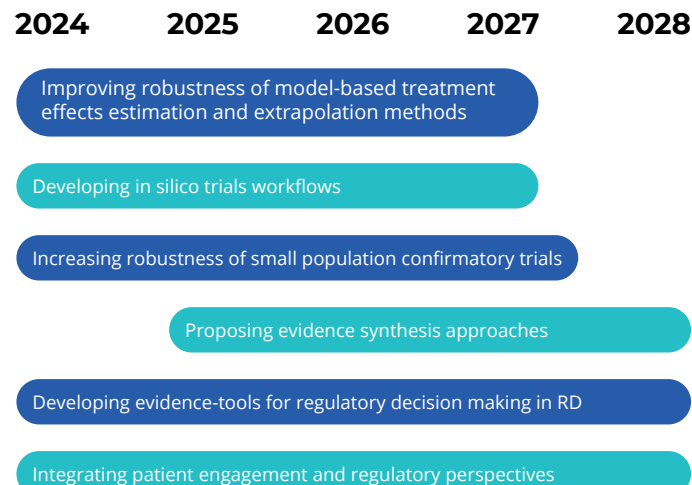 2024 2025 2026 2027 2028
Improving robustness of model-based treatment
effects estimation and extrapolation methods
Developing in silico trials workflows
Increasing robustness of small population confirmatory trials
Proposing evidence synthesis approaches
Developing evidence-tools for regulatory decision making in RD
Integrating patient engagement and regulatory perspectives